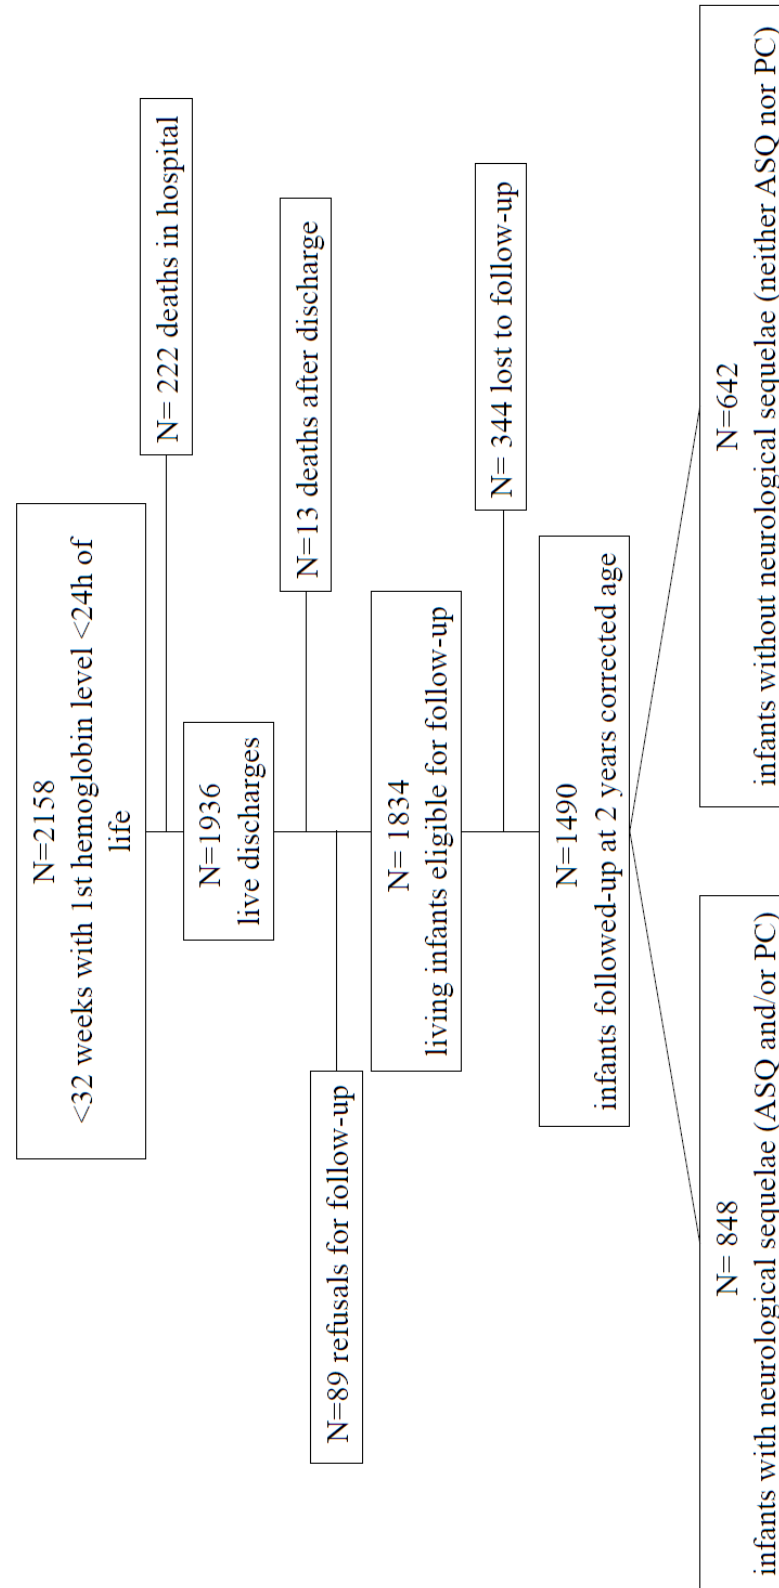 N=2158
<32 weeks with 1st hemoglobin level <24h of
life
N= 222 deaths in hospital
N=1936
live discharges
N=13 deaths after discharge
N=89 refusals for follow-up
N= 1834
living infants eligible for follow-up
N= 344 lost to follow-up
N=1490
infants followed-up at 2 years corrected age
N= 848
infants with neurological sequelae (ASQ and/or PC)
N=642
infants without neurological sequelae (neither ASQ nor PC)